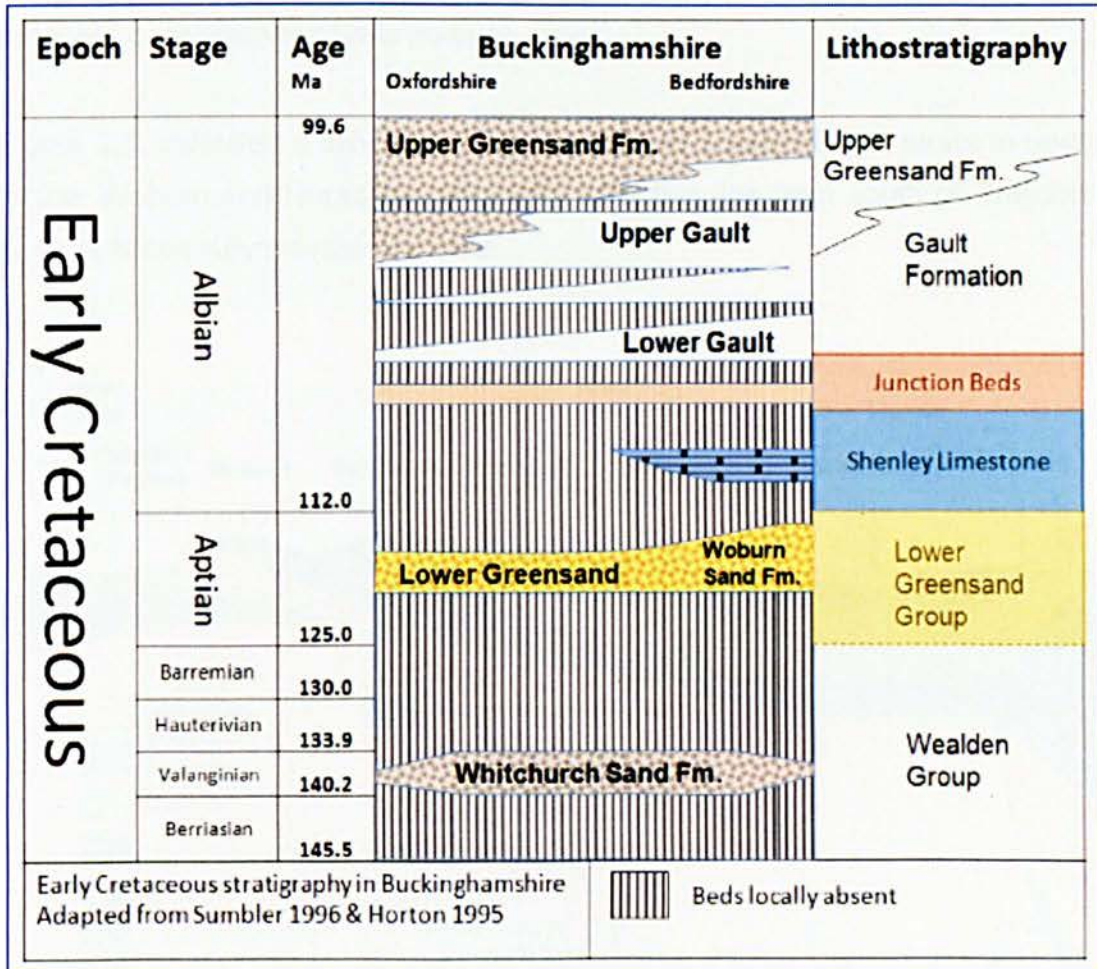 Epoch
Stage
Age
Ma
Buckinghamshire
Oxfordshire
Bedfordshire
Lithostratigraphy
Early Cretaceous
Albian
Aptian
Barremian
Hauterivian
Valanginian
Berriasian
99.6
112.0
125.0
130.0
133.9
140.2
145.5
Upper Greensand Fm.
Upper Gault
Lower Gault
Lower Greensand
Woburn
Sand Fm.
Whitchurch Sand Fm.
Upper
Greensand Fm.
Gault
Formation
Junction Beds
Shenley Limestone
Lower
Greensand
Group
Wealden
Group
Early Cretaceous stratigraphy in Buckinghamshire
Adapted from Sumbler 1996 & Horton 1995
Beds locally absent